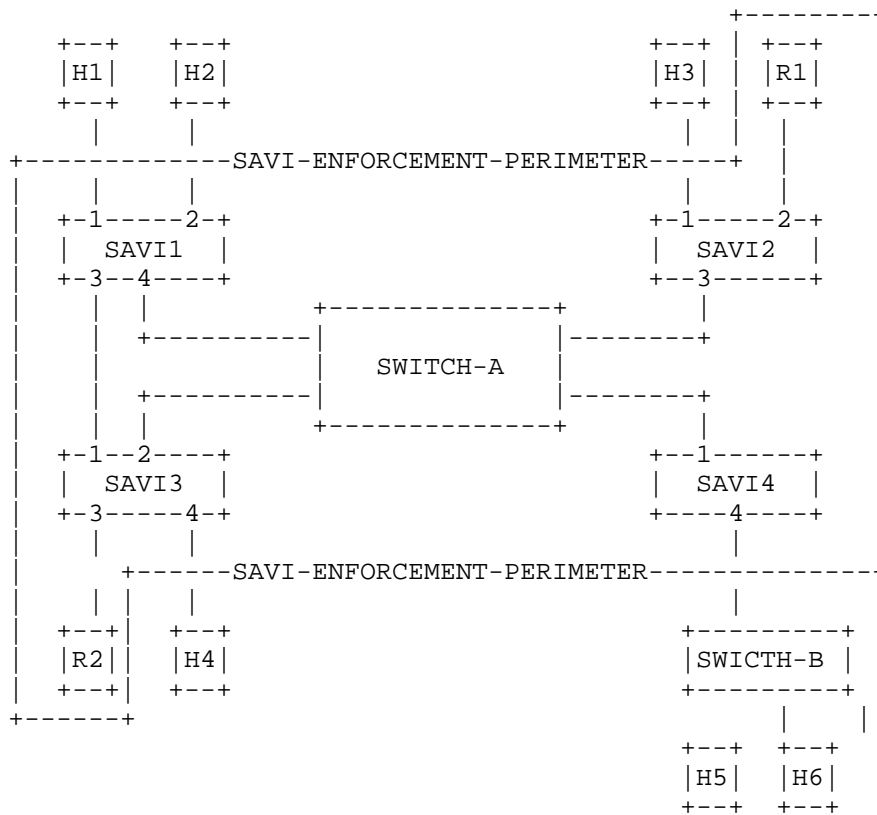 H1 H2 H3 R1
SAVI-ENFORCEMENT-PERIMETER
1 2 1 2
SAVI1 SAVI2
3 4 3
SWITCH-A
1 2 1
SAVI3 SAVI4
3 4 4
SAVI-ENFORCEMENT-PERIMETER
R2 H4 SWICTH-B
H5 H6